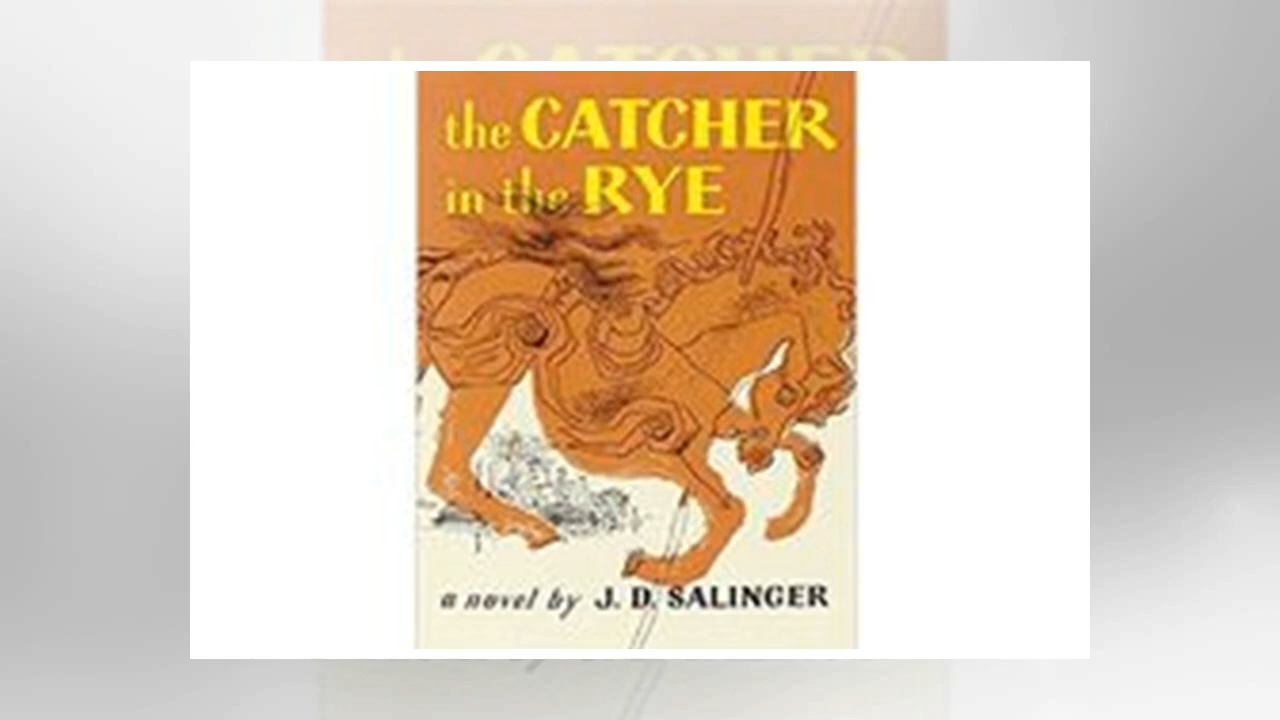 the CATCHER
in the RYE
a novel by J. D. SALINGER